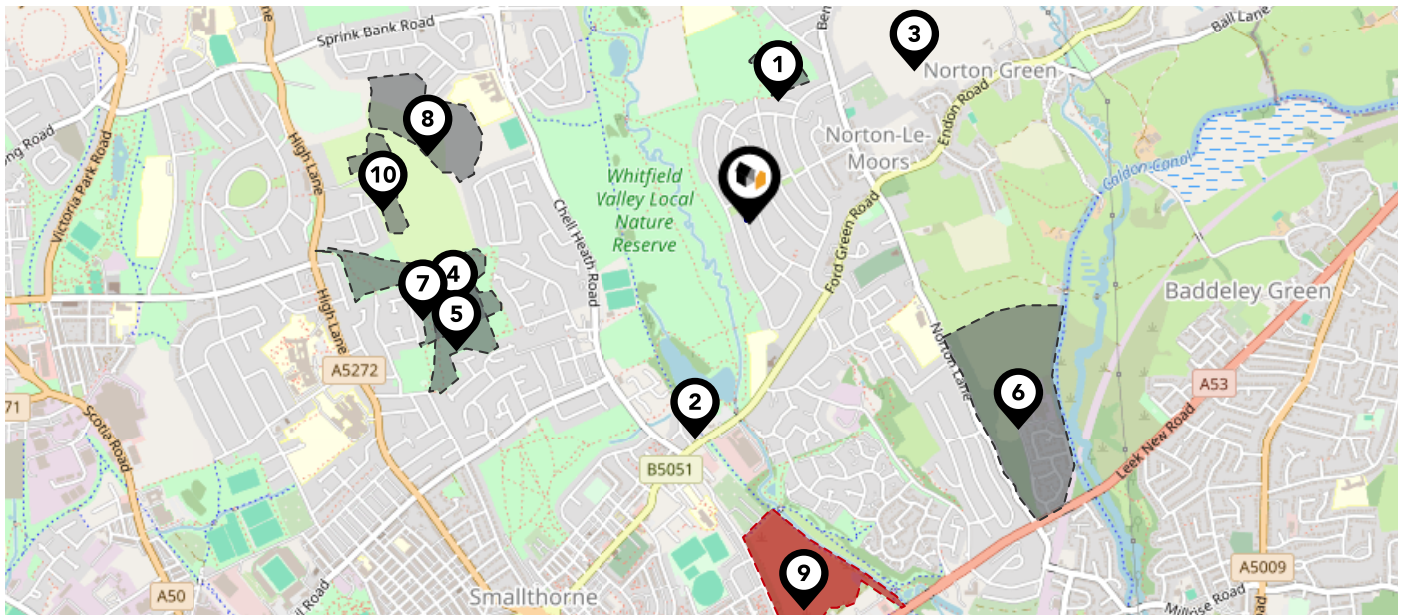 Sprink Bank Road
Ball Lane
3
1
Norton Green
Endon Road
8
Norton-Le-
Moors
High Lane
Victoria Park Road
10
Whitfield
Valley Local
Nature
Reserve
Caldon Canal
Chell Heath Road
Ford Green Road
4
7
5
High Lane
Baddeley Green
Norton Lane
A5272
A53
6
2
71
Scotia Road
Leek New Road
B5051
9
A5009
A50
Smallthorne
Millrise Road